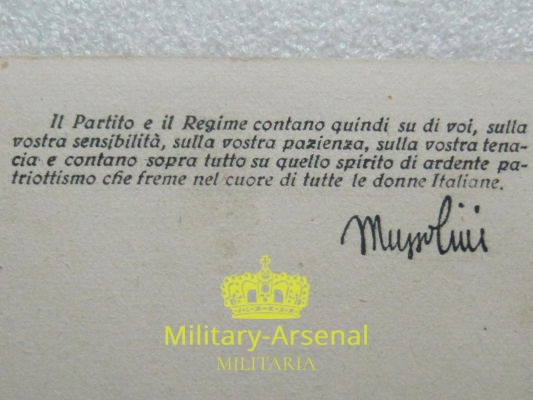 Il Partito e il Regime contano quindi su di voi, sulla
vostra sensibilità, sulla vostra pazienza, sulla vostra tena-
cia e contano sopra tutto su quello spirito di ardente pa-
triottismo che freme nel cuore di tutte le donne Italiane.
Mussolini
Military-Arsenal
MILITARIA